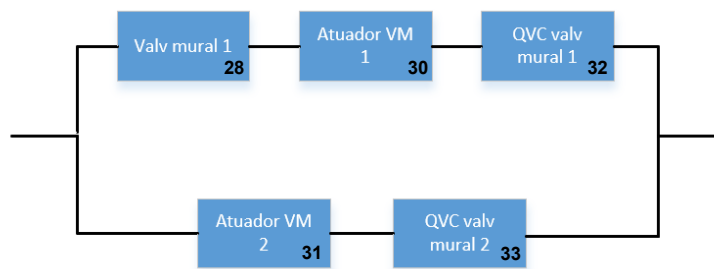 Valv mural 1
28
Atuador VM
1
30
QVC valv
mural 1
32
Atuador VM
2
31
QVC valv
mural 2
33